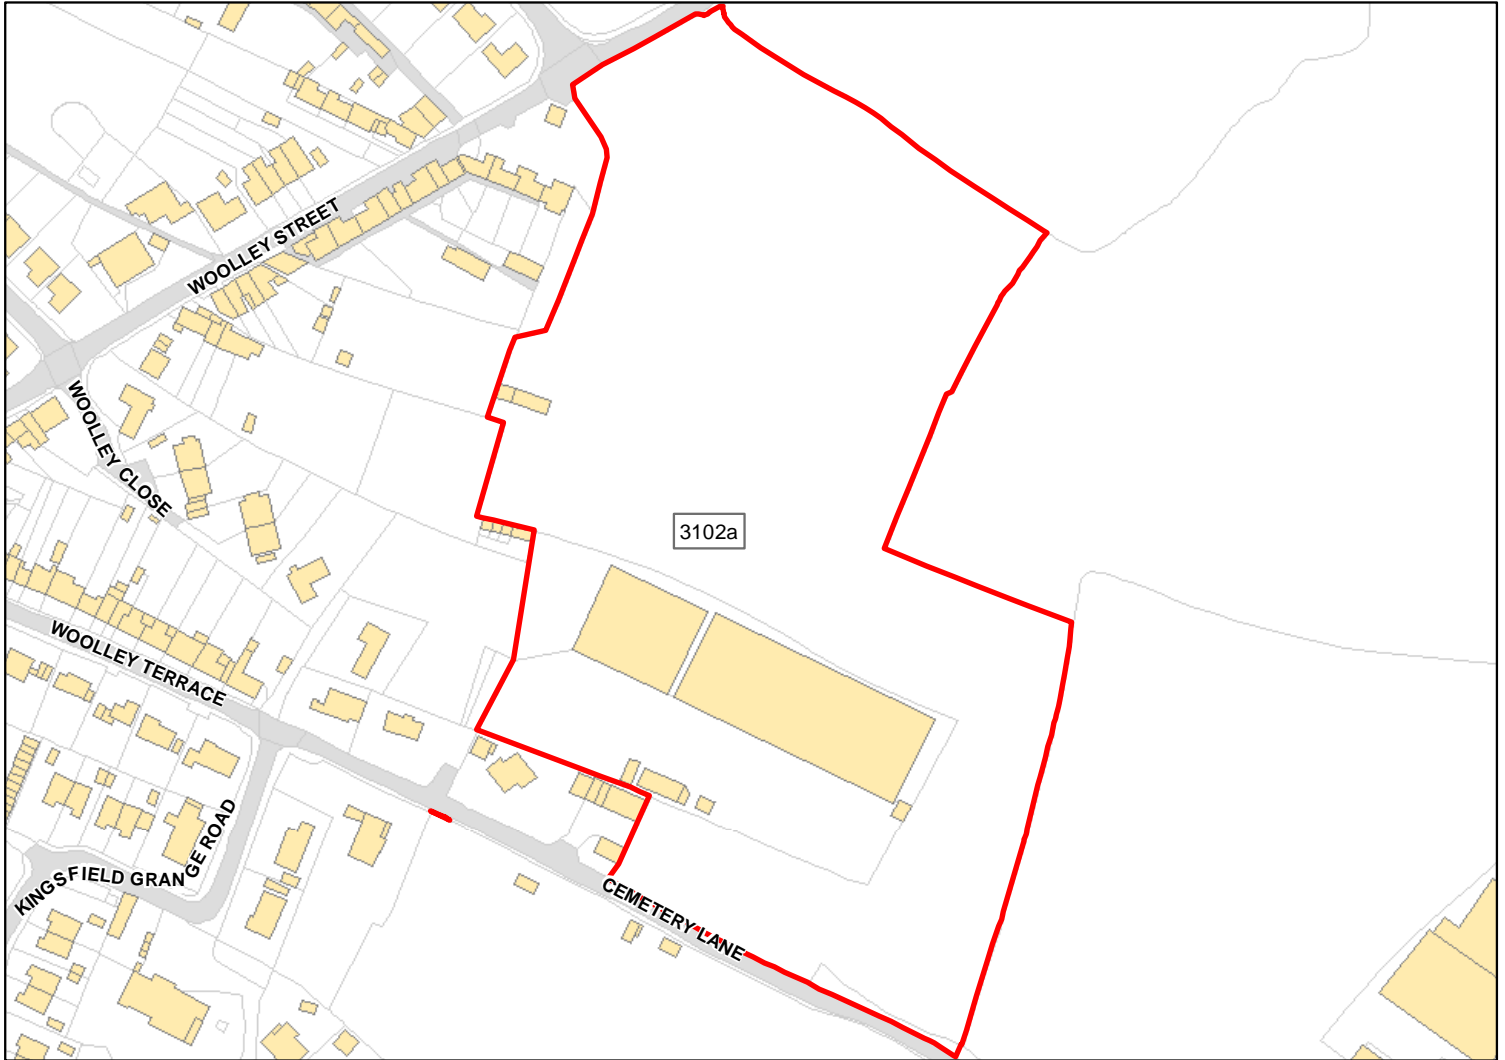 WOOLLEY STREET
WOOLLEY CLOSE
3102a
WOOLLEY TERRACE
KINGSFIELD GRANGE ROAD
CEMETERY LANE